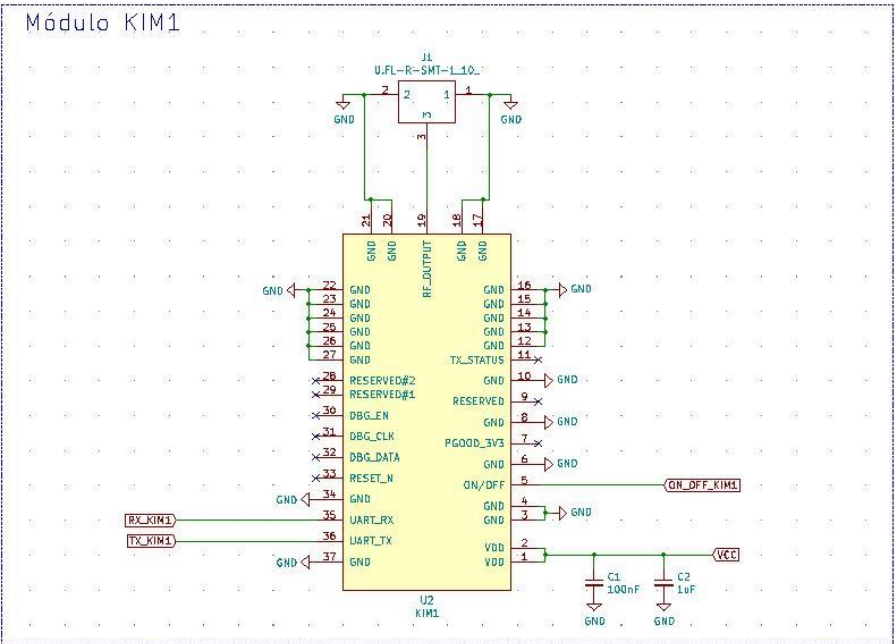 Módulo KIM1
J1
U.FL-R-SMT-1_10_
2 2 1 1
GND 3 GND
3
21 20 19 18 17
GND GND RF_OUTPUT GND GND
GND 22 GND GND 16 GND
23 GND GND 15
24 GND GND 14
25 GND GND 13
26 GND GND 12
27 GND TX_STATUS 11
28 RESERVED#2 GND 10 GND
29 RESERVED#1 RESERVED 9
30 DBG_EN GND 8 GND
31 DBG_CLK PGOOD_3V3 7
32 DBG_DATA GND 6 GND
33 RESET_N ON/OFF 5 ON_OFF_KIM1
GND 34 GND GND 4 GND
RX_KIM1 35 UART_RX GND 3
TX_KIM1 36 UART_TX VDD 2 VCC
GND 37 GND VDD 1
C1
100nF
C2
1uF
GND GND
U2
KIM1